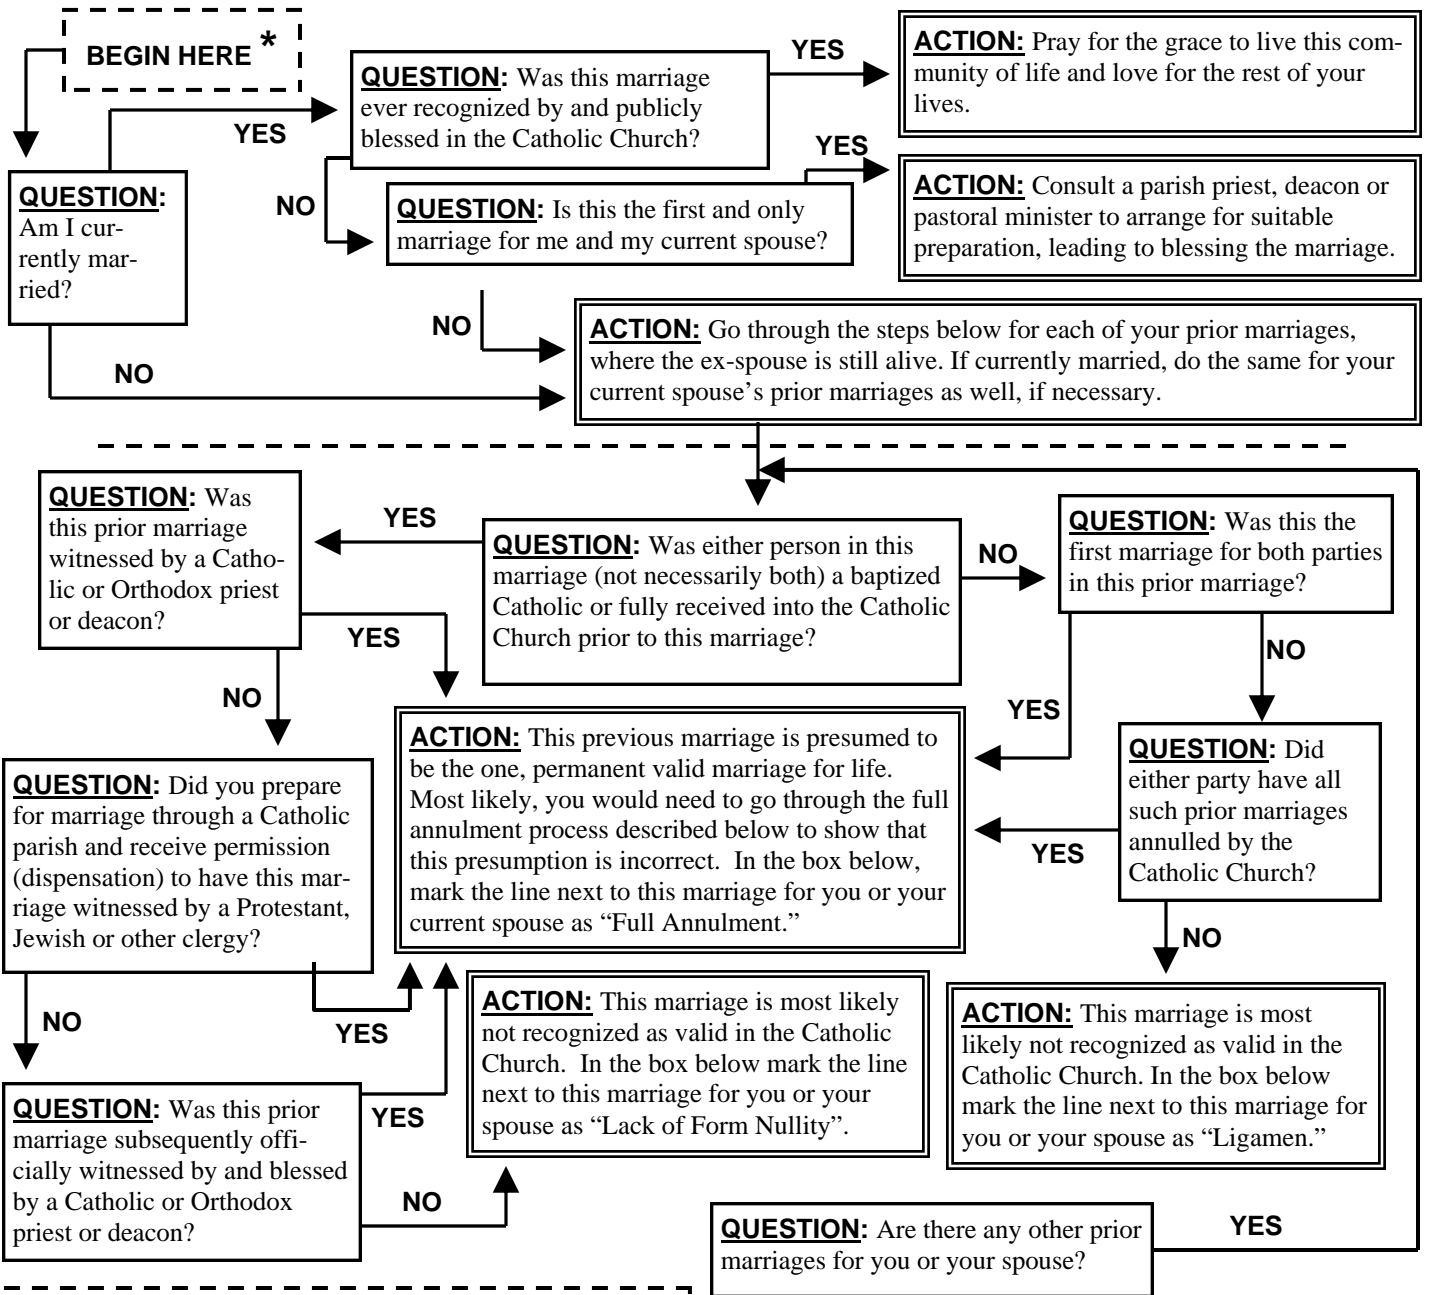 BEGIN HERE *
QUESTION: Was this marriage
ever recognized by and publicly
blessed in the Catholic Church?
YES
ACTION: Pray for the grace to live this com-
munity of life and love for the rest of your
lives.
YES
QUESTION:
Am I cur-
rently mar-
ried?
NO
QUESTION: Is this the first and only
marriage for me and my current spouse?
YES
ACTION: Consult a parish priest, deacon or
pastoral minister to arrange for suitable
preparation, leading to blessing the marriage.
NO
NO
ACTION: Go through the steps below for each of your prior marriages,
where the ex-spouse is still alive. If currently married, do the same for your
current spouse’s prior marriages as well, if necessary.
QUESTION: Was
this prior marriage
witnessed by a Catho-
lic or Orthodox priest
or deacon?
YES
QUESTION: Was either person in this
marriage (not necessarily both) a baptized
Catholic or fully received into the Catholic
Church prior to this marriage?
NO
QUESTION: Was this the
first marriage for both parties
in this prior marriage?
YES
NO
NO
YES
QUESTION: Did you prepare
for marriage through a Catholic
parish and receive permission
(dispensation) to have this mar-
riage witnessed by a Protestant,
Jewish or other clergy?
ACTION: This previous marriage is presumed to
be the one, permanent valid marriage for life.
Most likely, you would need to go through the full
annulment process described below to show that
this presumption is incorrect. In the box below,
mark the line next to this marriage for you or your
current spouse as “Full Annulment.”
QUESTION: Did
either party have all
such prior marriages
annulled by the
Catholic Church?
YES
NO
NO
YES
ACTION: This marriage is most likely
not recognized as valid in the Catholic
Church. In the box below mark the line
next to this marriage for you or your
spouse as “Lack of Form Nullity”.
ACTION: This marriage is most
likely not recognized as valid in the
Catholic Church. In the box below
mark the line next to this marriage for
you or your spouse as “Ligamen.”
QUESTION: Was this prior
marriage subsequently offi-
cially witnessed by and blessed
by a Catholic or Orthodox
priest or deacon?
YES
NO
QUESTION: Are there any other prior
marriages for you or your spouse?
YES